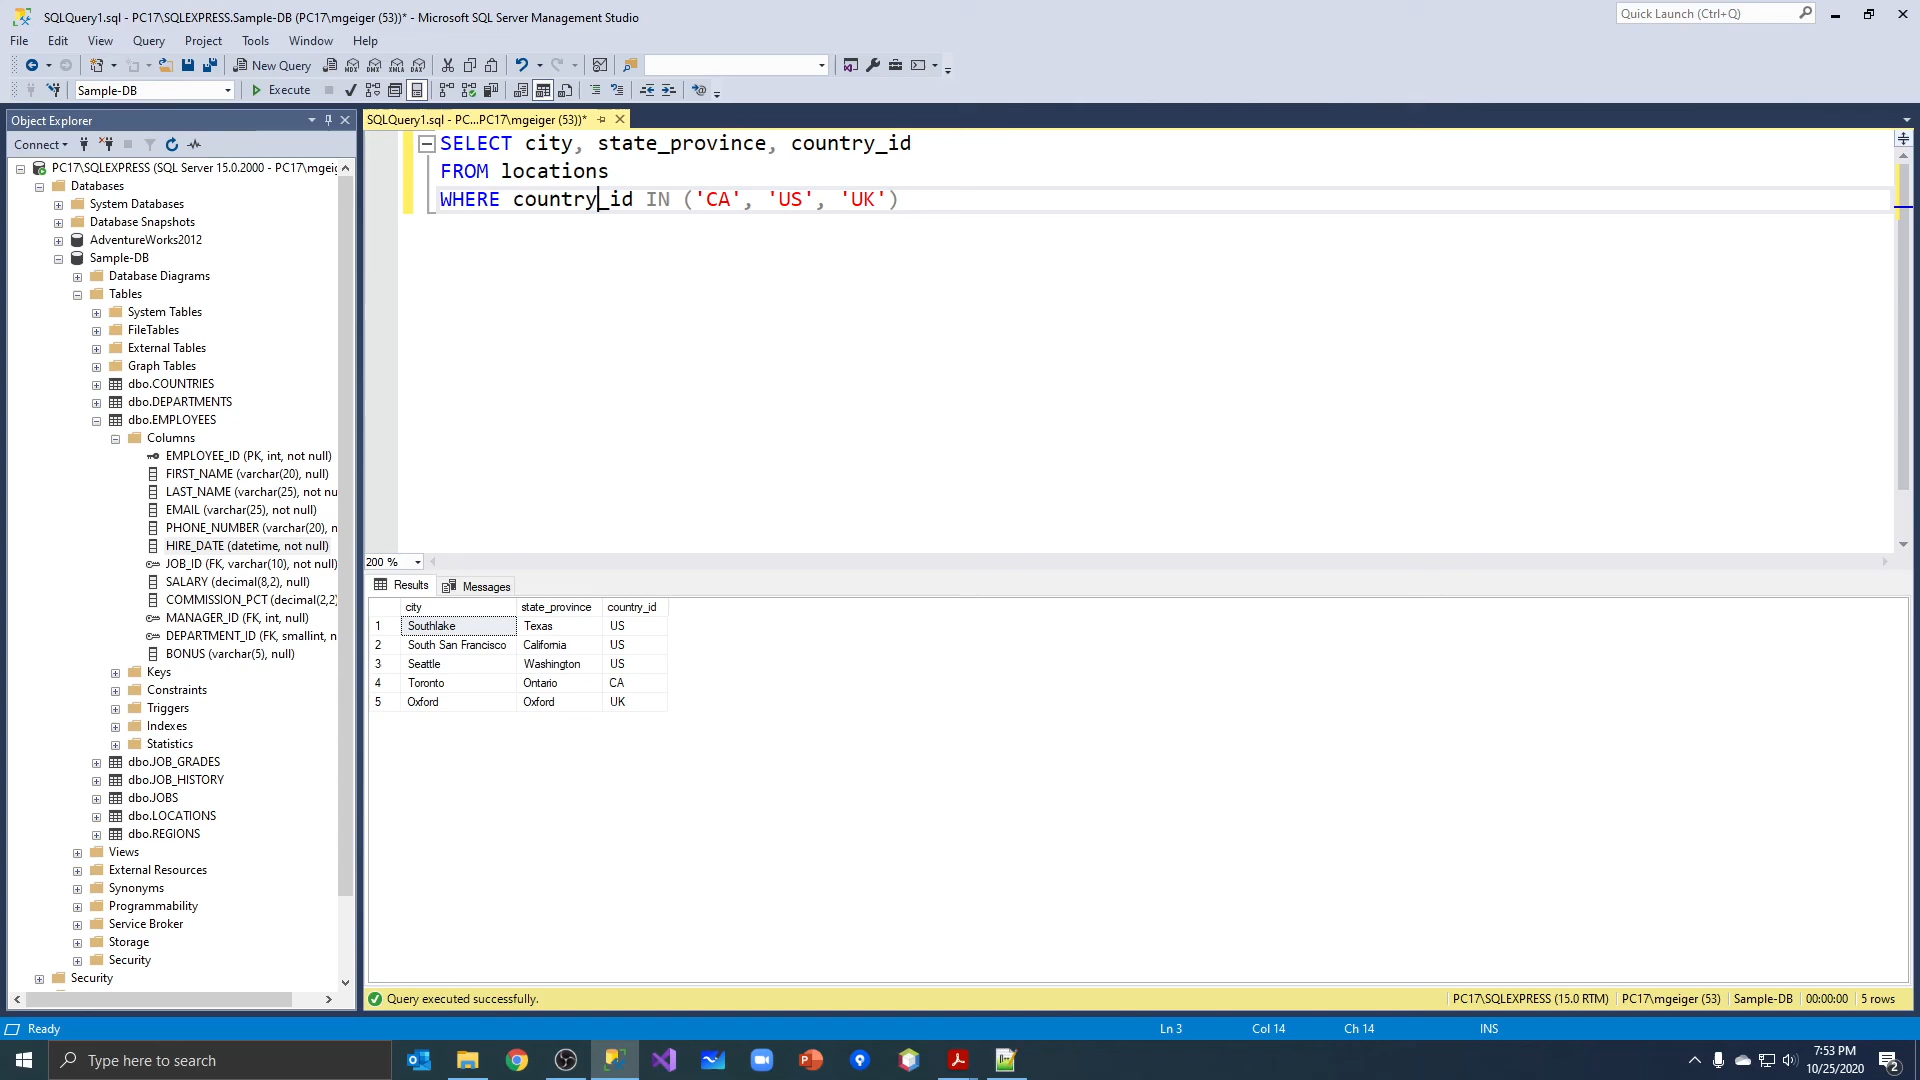 SQLQuery1.sql - PC17\SQLEXPRESS.Sample-DB (PC17\mgeiger (53))* - Microsoft SQL Server Management Studio
Quick Launch (Ctrl+Q)
File Edit View Query Project Tools Window Help
New Query
MDX DMX XMLA DAX
Sample-DB
Execute
Object Explorer
SQLQuery1.sql - PC...PC17\mgeiger (53))*
Connect
PC17\SQLEXPRESS (SQL Server 15.0.2000 - PC17\mgeig
Databases
System Databases
Database Snapshots
AdventureWorks2012
Sample-DB
Database Diagrams
Tables
System Tables
FileTables
External Tables
Graph Tables
dbo.COUNTRIES
dbo.DEPARTMENTS
dbo.EMPLOYEES
Columns
EMPLOYEE_ID (PK, int, not null)
FIRST_NAME (varchar(20), null)
LAST_NAME (varchar(25), not nu
EMAIL (varchar(25), not null)
PHONE_NUMBER (varchar(20), n
HIRE_DATE (datetime, not null)
JOB_ID (FK, varchar(10), not null)
SALARY (decimal(8,2), null)
COMMISSION_PCT (decimal(2,2)
MANAGER_ID (FK, int, null)
DEPARTMENT_ID (FK, smallint, n
BONUS (varchar(5), null)
Keys
Constraints
Triggers
Indexes
Statistics
dbo.JOB_GRADES
dbo.JOB_HISTORY
dbo.JOBS
dbo.LOCATIONS
dbo.REGIONS
Views
External Resources
Synonyms
Programmability
Service Broker
Storage
Security
Security
SELECT city, state_province, country_id
FROM locations
WHERE country_id IN ('CA', 'US', 'UK')
200 %
Results Messages
city state_province country_id
1 Southlake Texas US
2 South San Francisco California US
3 Seattle Washington US
4 Toronto Ontario CA
5 Oxford Oxford UK
Query executed successfully.
PC17\SQLEXPRESS (15.0 RTM) PC17\mgeiger (53) Sample-DB 00:00:00 5 rows
Ready Ln 3 Col 14 Ch 14 INS
Type here to search
7:53 PM
10/25/2020
2